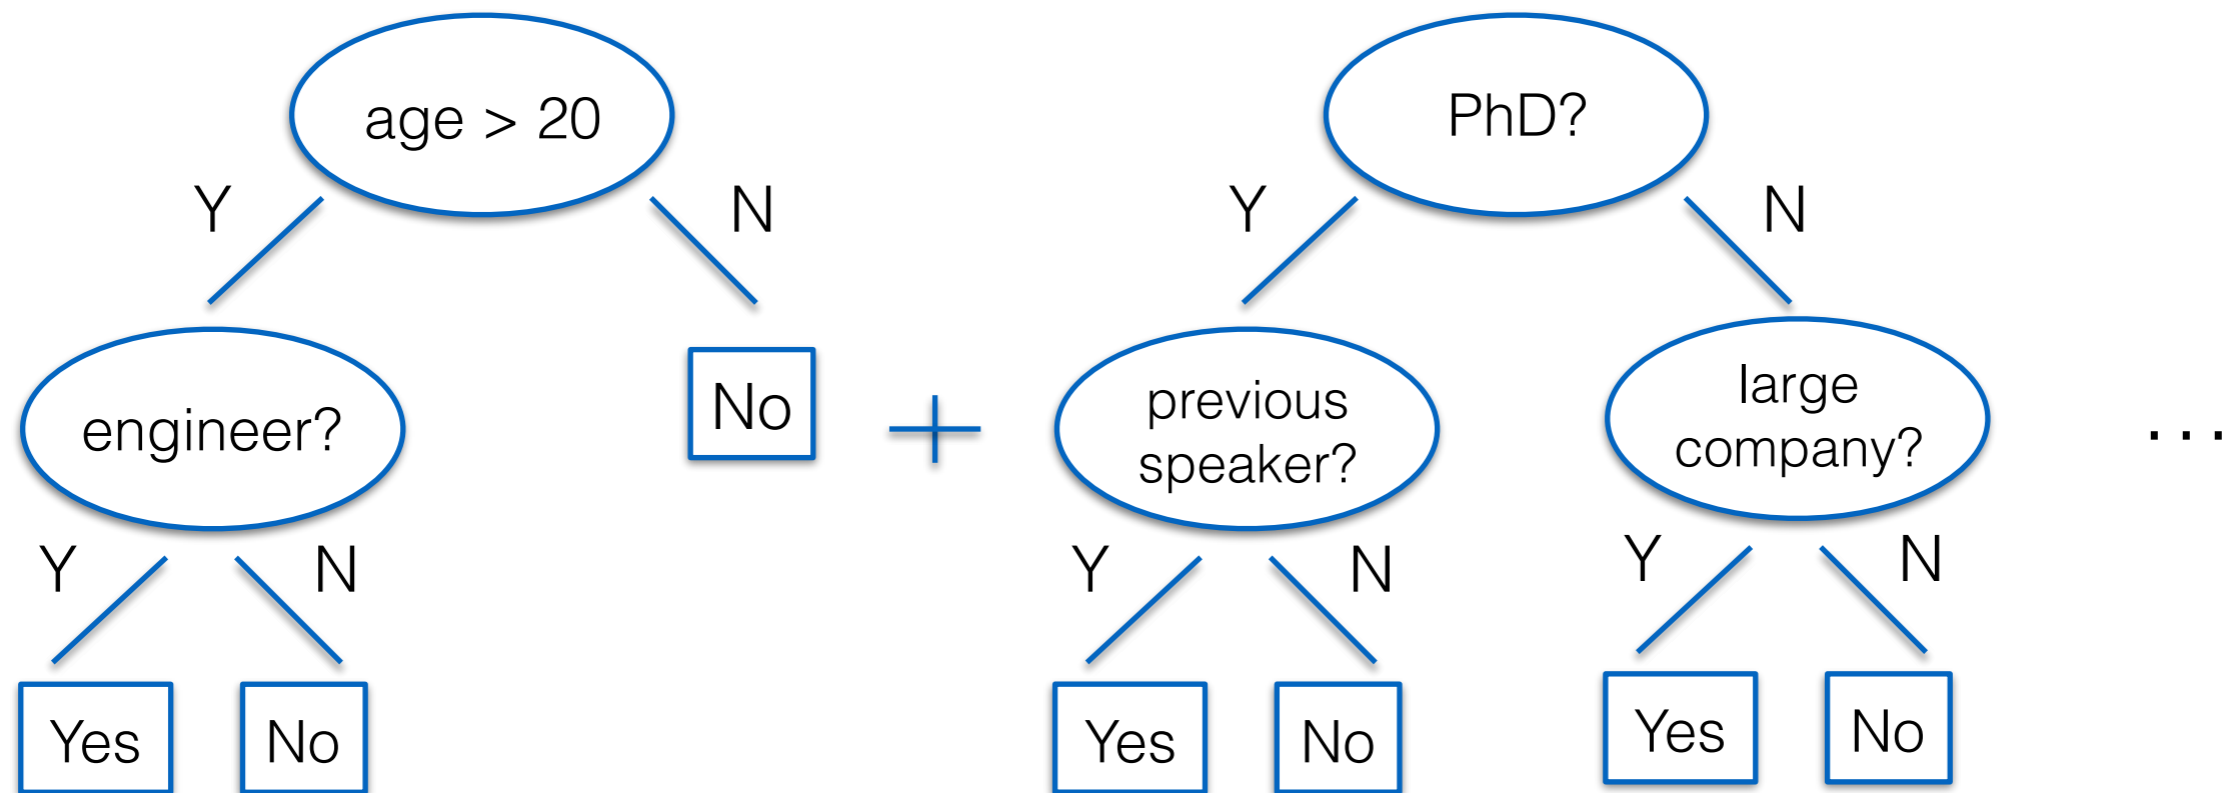 age > 20
Y
N
engineer?
No
Y
N
Yes
No
+
PhD?
Y
N
previous
speaker?
large
company?
Y
N
Y
N
Yes
No
Yes
No
...